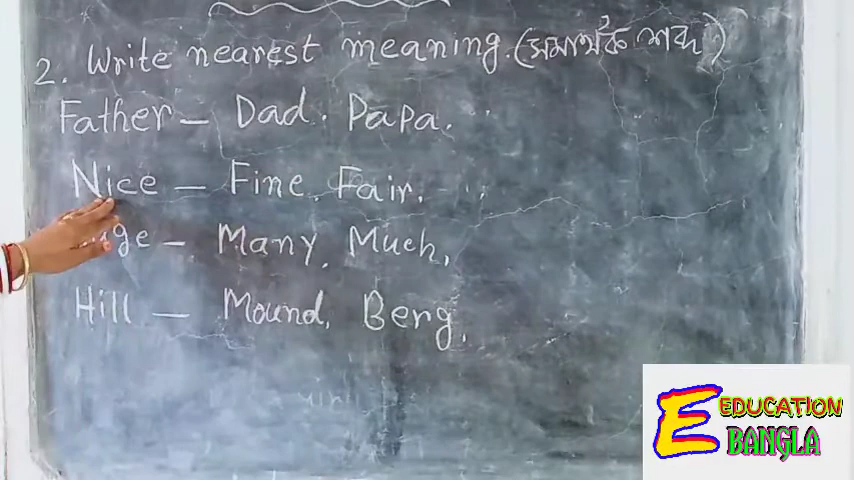 2. Write nearest meaning. (সমার্থক শব্দ)
Father – Dad. Papa.
Nice – Fine. Fair.
ge – Many, Much,
Hill – Mound, Berg.
EDUCATION
BANGLA